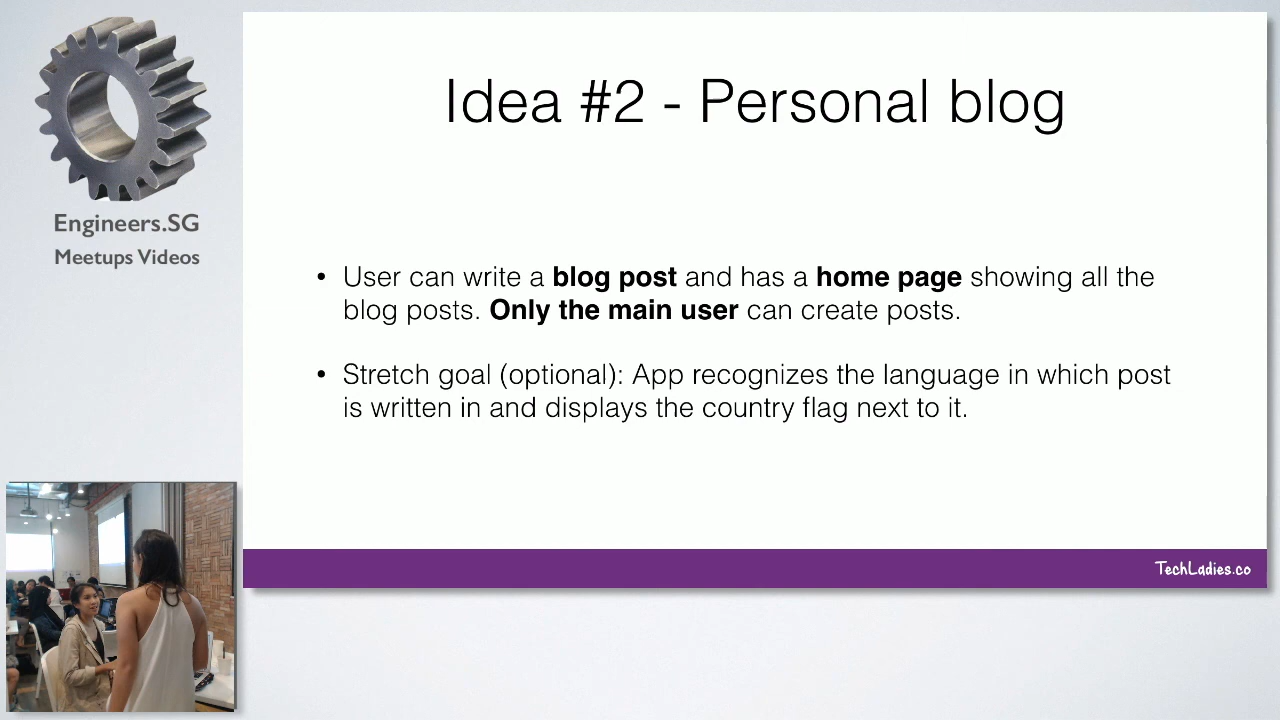 Engineers.SG
Meetups Videos
Idea #2 - Personal blog
• User can write a blog post and has a home page showing all the
blog posts. Only the main user can create posts.
• Stretch goal (optional): App recognizes the language in which post
is written in and displays the country flag next to it.
TechLadies.co